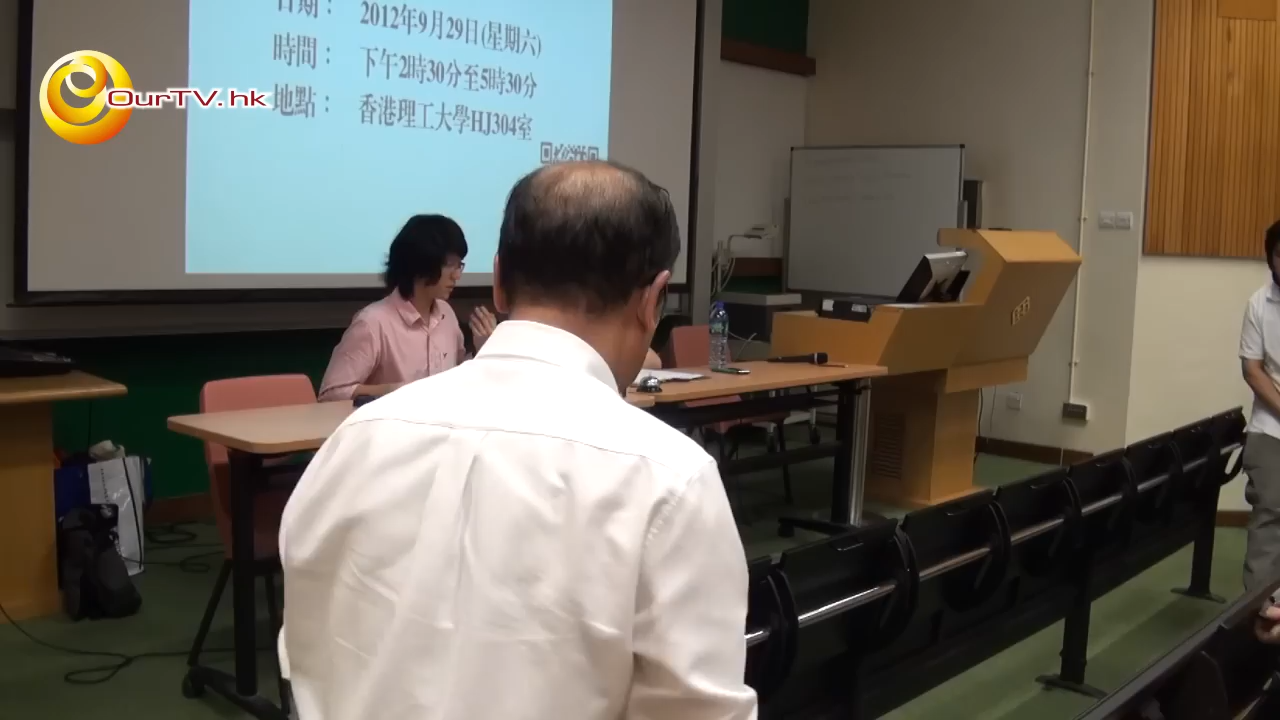 日期： 2012年9月29日(星期六)
OurTV.hk
時間： 下午2時30分至5時30分
地點： 香港理工大學HJ304室